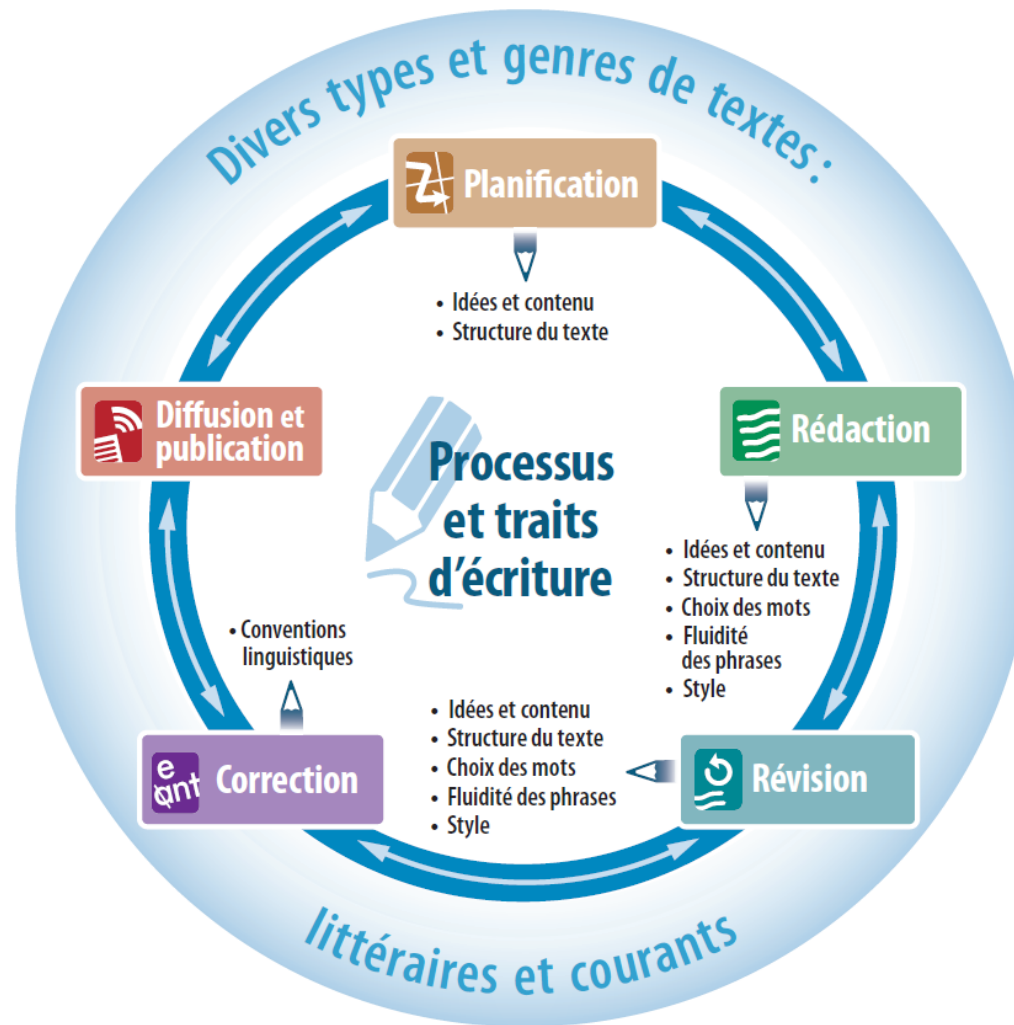 Divers types et genres de textes :
Planification
• Idées et contenu
• Structure du texte
Diffusion et
publication
Rédaction
Processus
et traits
d'écriture
• Idées et contenu
• Structure du texte
• Choix des mots
• Fluidité
des phrases
• Style
• Conventions
linguistiques
• Idées et contenu
• Structure du texte
• Choix des mots
• Fluidité des phrases
• Style
e
ant
Correction
Révision
littéraires et courants